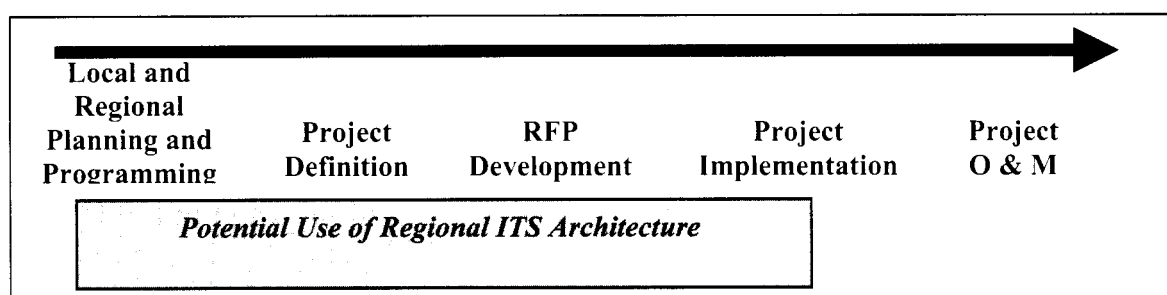 Local and
Regional
Planning and
Programming
Project
Definition
RFP
Development
Project
Implementation
Project
O & M
Potential Use of Regional ITS Architecture